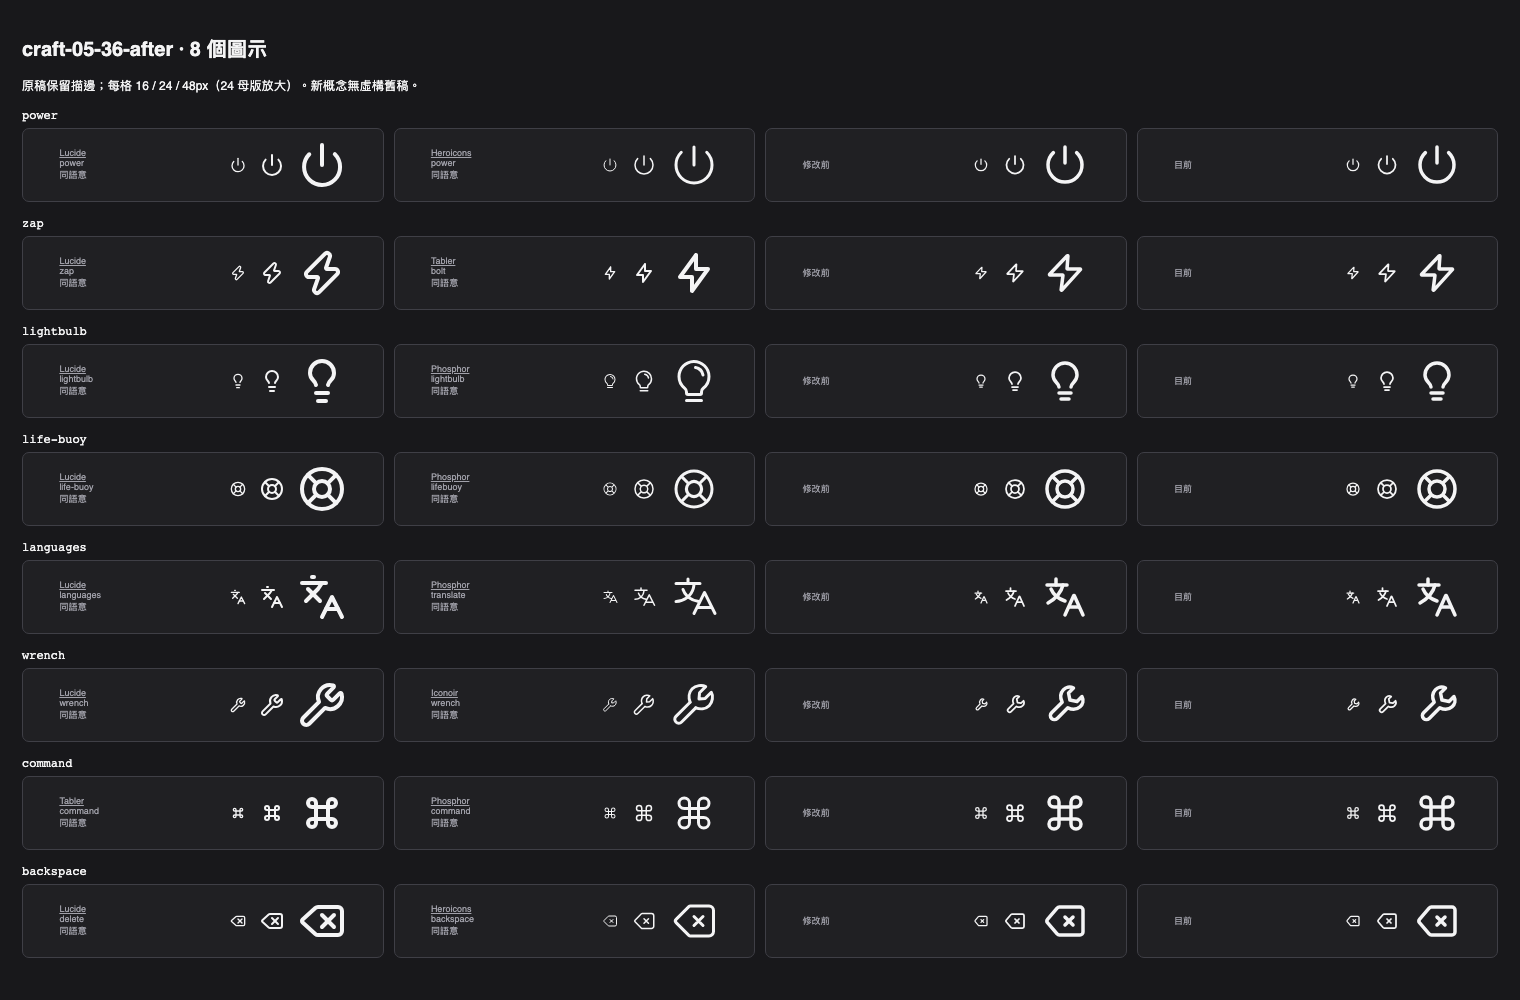 craft-05-36-after · 8 個圖示
原稿保留描邊；每格 16 / 24 / 48px（24 母版放大）。新概念無虛構舊稿。
power
Lucide
power
同語意
Heroicons
power
同語意
修改前
目前
zap
Lucide
zap
同語意
Tabler
bolt
同語意
修改前
目前
lightbulb
Lucide
lightbulb
同語意
Phosphor
lightbulb
同語意
修改前
目前
life-buoy
Lucide
life-buoy
同語意
Phosphor
lifebuoy
同語意
修改前
目前
languages
Lucide
languages
同語意
Phosphor
translate
同語意
修改前
目前
wrench
Lucide
wrench
同語意
Iconoir
wrench
同語意
修改前
目前
command
Tabler
command
同語意
Phosphor
command
同語意
修改前
目前
backspace
Lucide
delete
同語意
Heroicons
backspace
同語意
修改前
目前